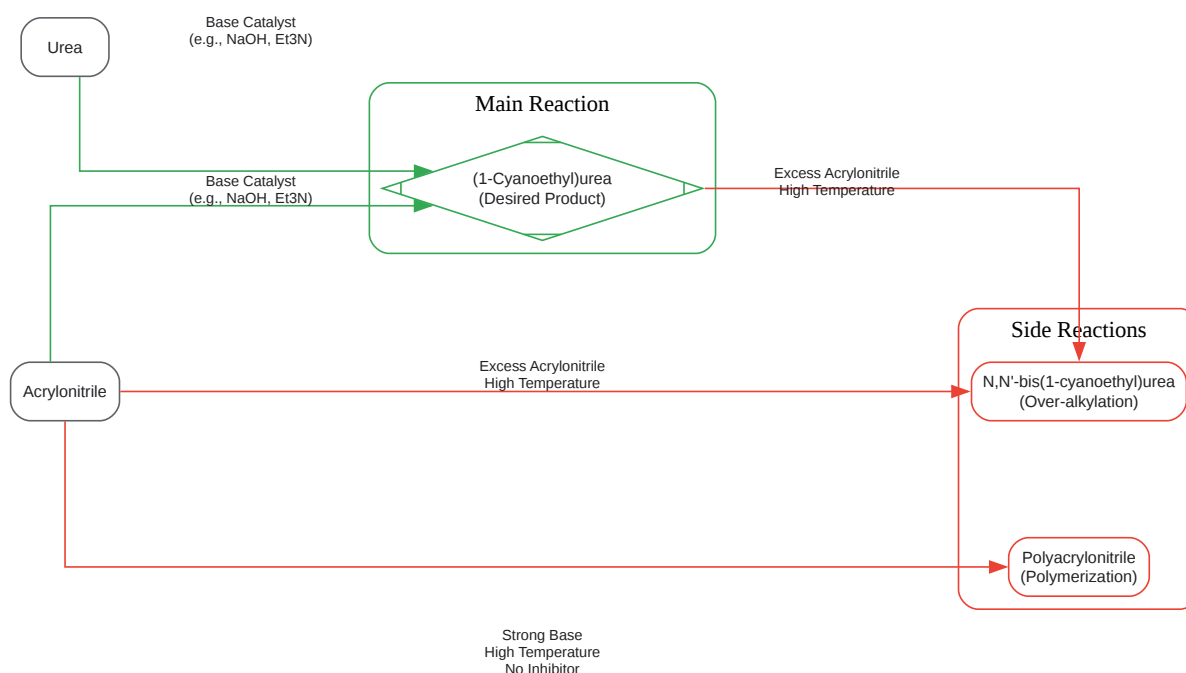 Base Catalyst
(e.g., NaOH, Et3N)
Urea
Main Reaction
(1-Cyanoethyl)urea
(Desired Product)
Base Catalyst
(e.g., NaOH, Et3N)
Excess Acrylonitrile
High Temperature
Side Reactions
Excess Acrylonitrile
High Temperature
Acrylonitrile
N,N'-bis(1-cyanoethyl)urea
(Over-alkylation)
Polyacrylonitrile
(Polymerization)
Strong Base
High Temperature
No Inhibitor